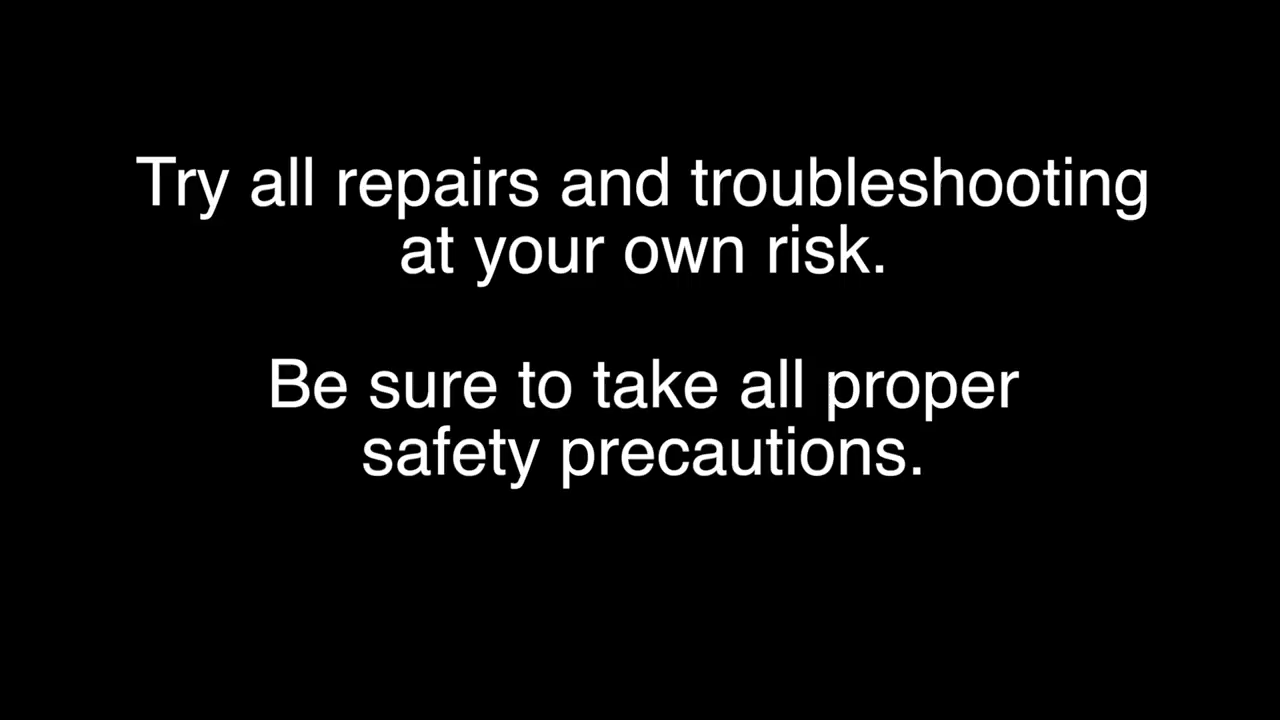 Try all repairs and troubleshooting
at your own risk.
Be sure to take all proper
safety precautions.